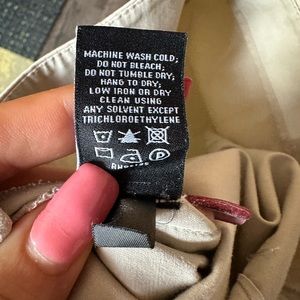 MACHINE WASH COLD;
DO NOT BLEACH;
DO NOT TUMBLE DRY;
HANG TO DRY;
LOW IRON OR DRY
CLEAN USING
ANY SOLVENT EXCEPT
TRICHLOROETHYLENE
P